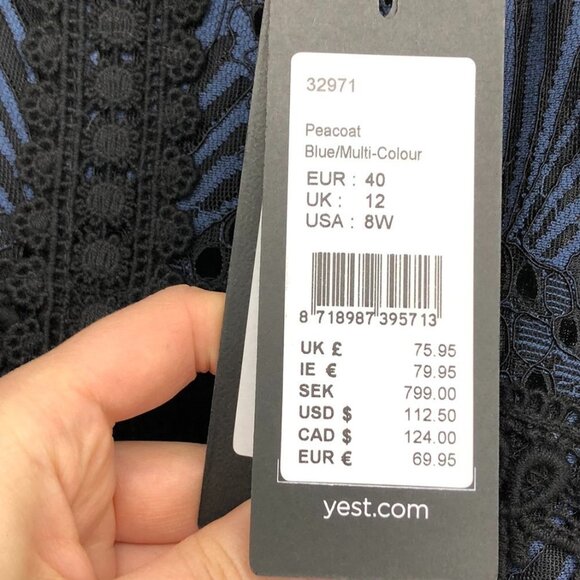 32971
Peacoat
Blue/Multi-Colour
EUR : 40
UK : 12
USA : 8W
8 718987 395713
UK £ 75.95
IE € 79.95
SEK 799.00
USD $ 112.50
CAD $ 124.00
EUR € 69.95
yest.com